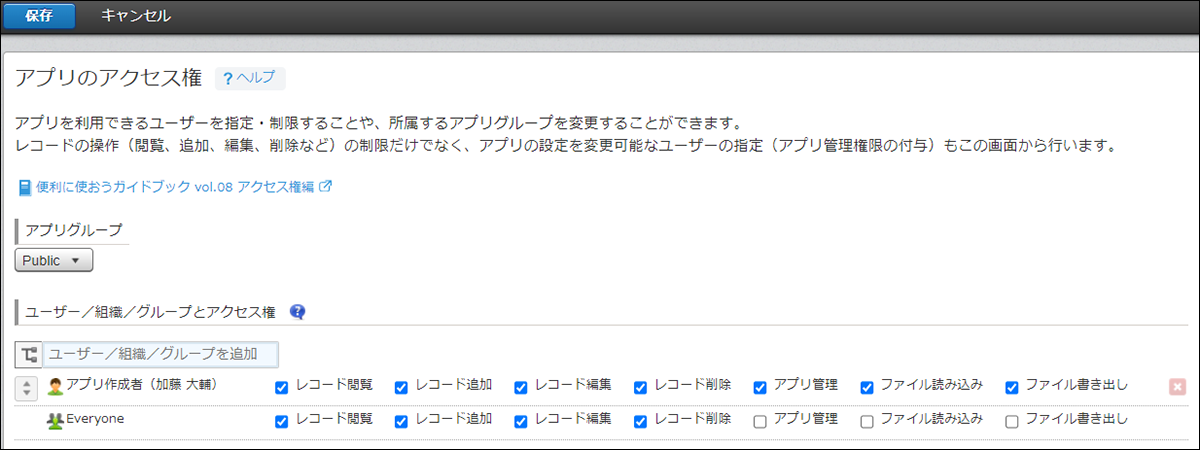 保存 キャンセル
アプリのアクセス権 ? ヘルプ
アプリを利用できるユーザーを指定・制限することや、所属するアプリグループを変更することができます。
レコードの操作（閲覧、追加、編集、削除など）の制限だけでなく、アプリの設定を変更可能なユーザーの指定（アプリ管理権限の付与）もこの画面から行います。
便利に使おうガイドブック vol.08 アクセス権編
アプリグループ
Public
ユーザー／組織／グループとアクセス権 ?
ユーザー／組織／グループを追加
アプリ作成者（加藤 大輔） レコード閲覧 レコード追加 レコード編集 レコード削除 アプリ管理 ファイル読み込み ファイル書き出し
Everyone レコード閲覧 レコード追加 レコード編集 レコード削除 アプリ管理 ファイル読み込み ファイル書き出し